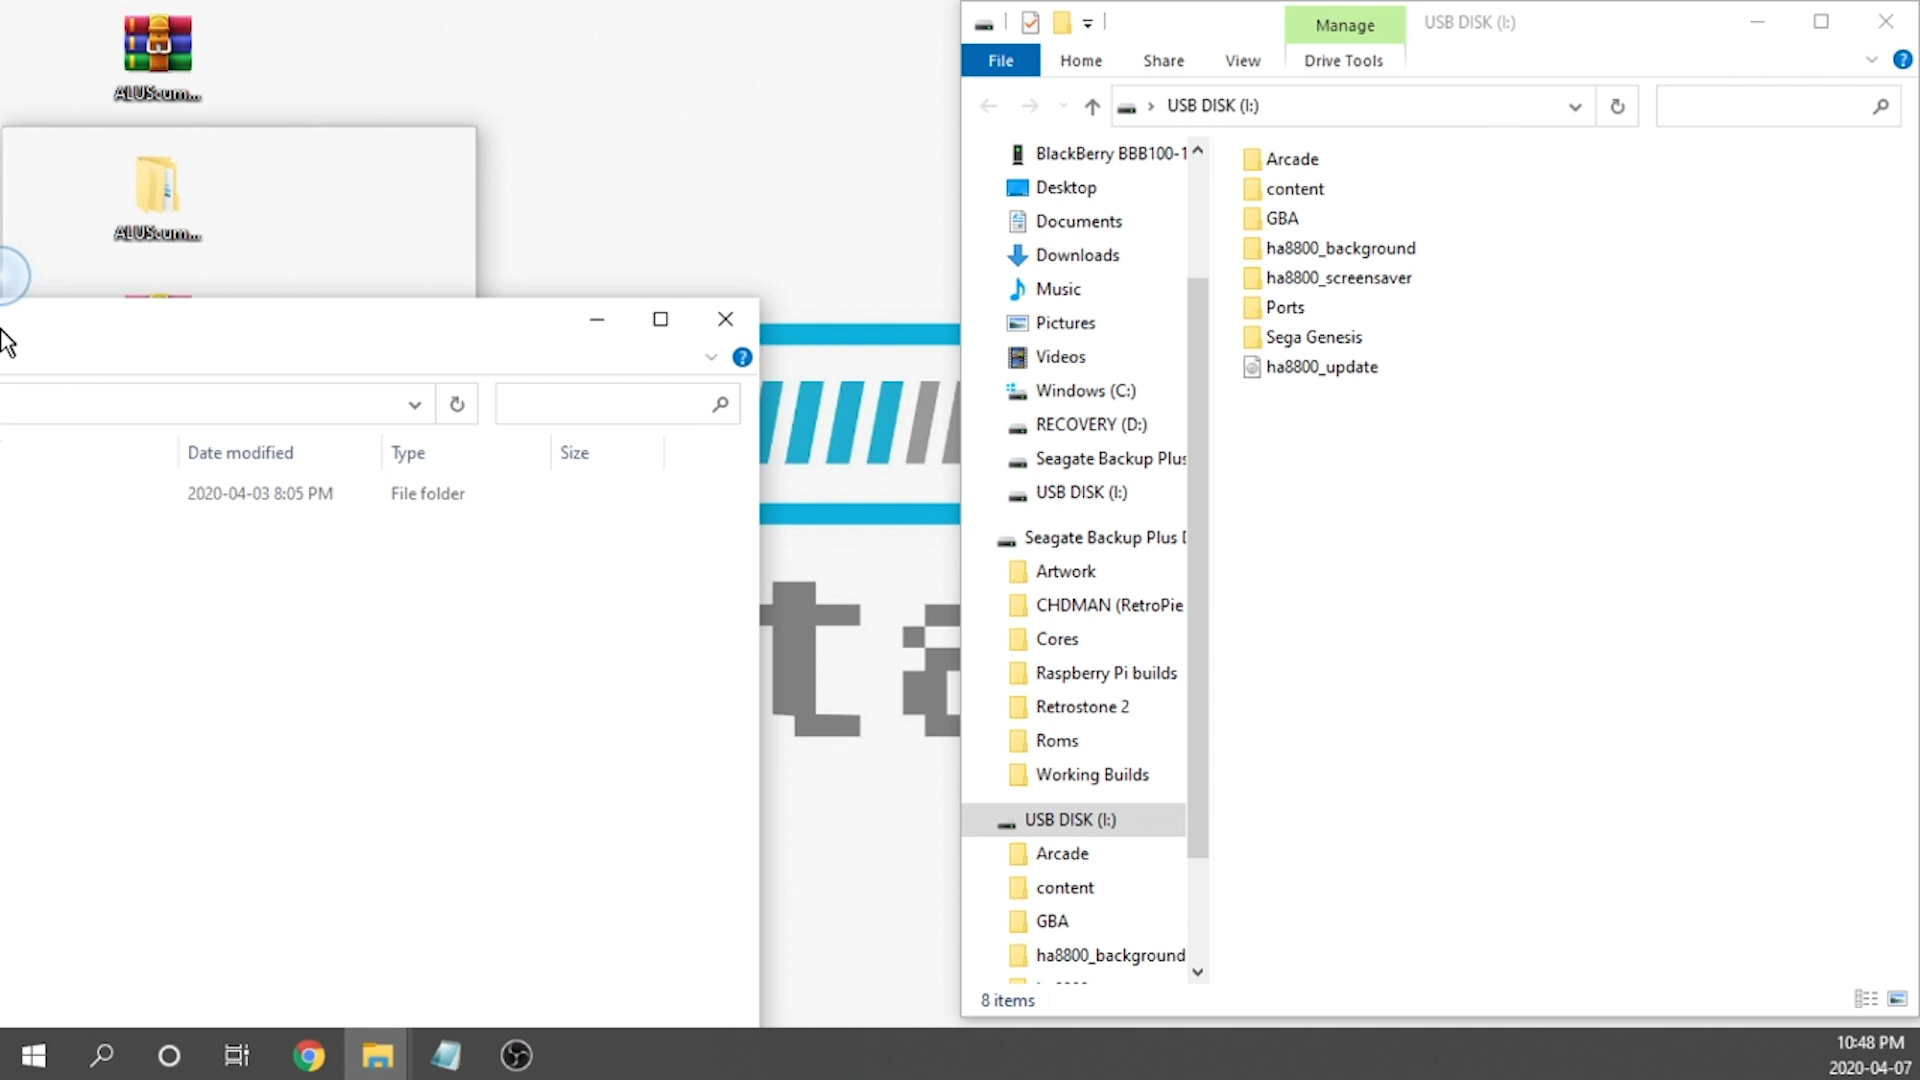 ALUScum...
ALUScum...
Date modified
Type
Size
2020-04-03 8:05 PM
File folder
ta
Manage
USB DISK (I:)
File
Home
Share
View
Drive Tools
USB DISK (I:)
BlackBerry BBB100-1
Desktop
Documents
Downloads
Music
Pictures
Videos
Windows (C:)
RECOVERY (D:)
Seagate Backup Plus
USB DISK (I:)
Seagate Backup Plus D
Artwork
CHDMAN (RetroPie
Cores
Raspberry Pi builds
Retrostone 2
Roms
Working Builds
USB DISK (I:)
Arcade
content
GBA
ha8800_background
Arcade
content
GBA
ha8800_background
ha8800_screensaver
Ports
Sega Genesis
ha8800_update
8 items
10:48 PM
2020-04-07